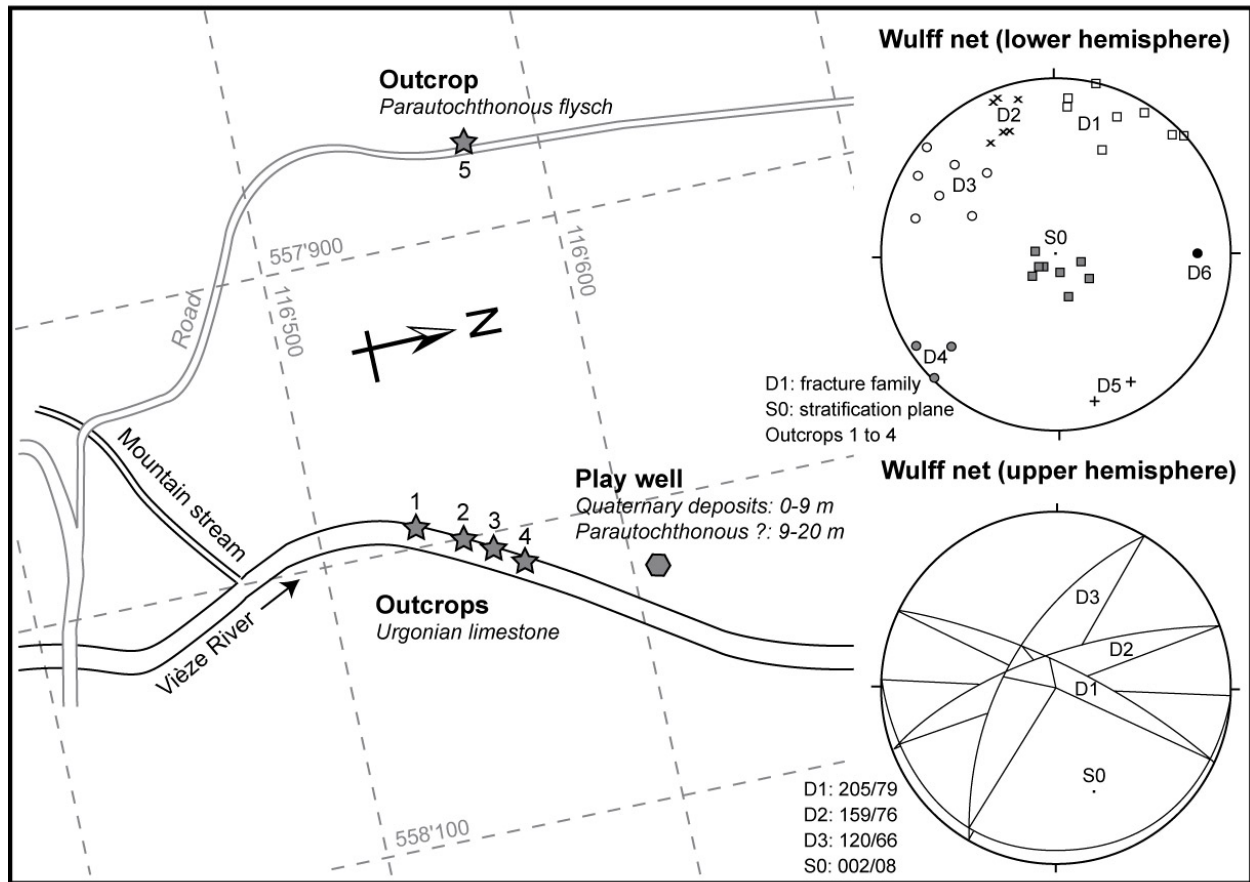 Outcrop
Parautochthonous flysch
5
557'900
116'600
116'500
Road
N
Mountain stream
1
2
3
4
Play well
Quaternary deposits: 0-9 m
Parautochthonous ?: 9-20 m
Outcrops
Urgonian limestone
Vièze River
558'100
Wulff net (lower hemisphere)
D2
D1
D3
S0
D6
D4
D5
D1: fracture family
S0: stratification plane
Outcrops 1 to 4
Wulff net (upper hemisphere)
D3
D2
D1
S0
D1: 205/79
D2: 159/76
D3: 120/66
S0: 002/08